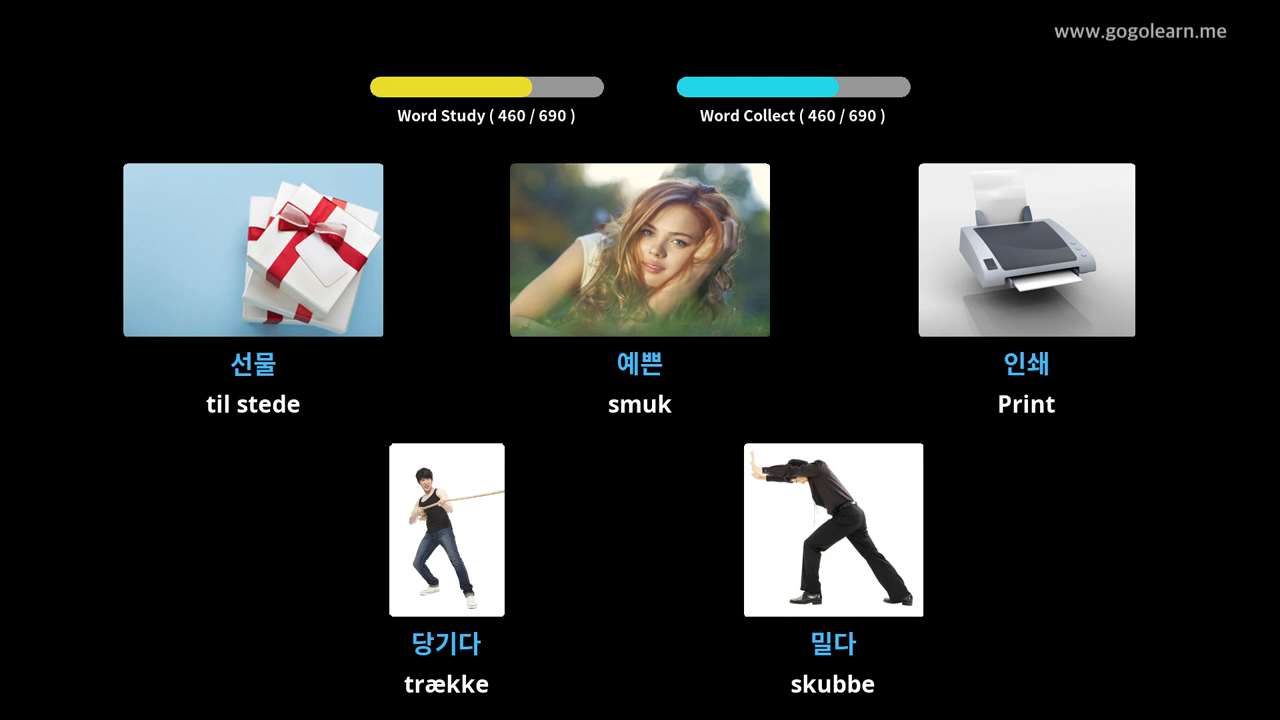 www.gogolearn.me
Word Study ( 460 / 690 )
Word Collect ( 460 / 690 )
선물
til stede
예쁜
smuk
인쇄
Print
당기다
trække
밀다
skubbe